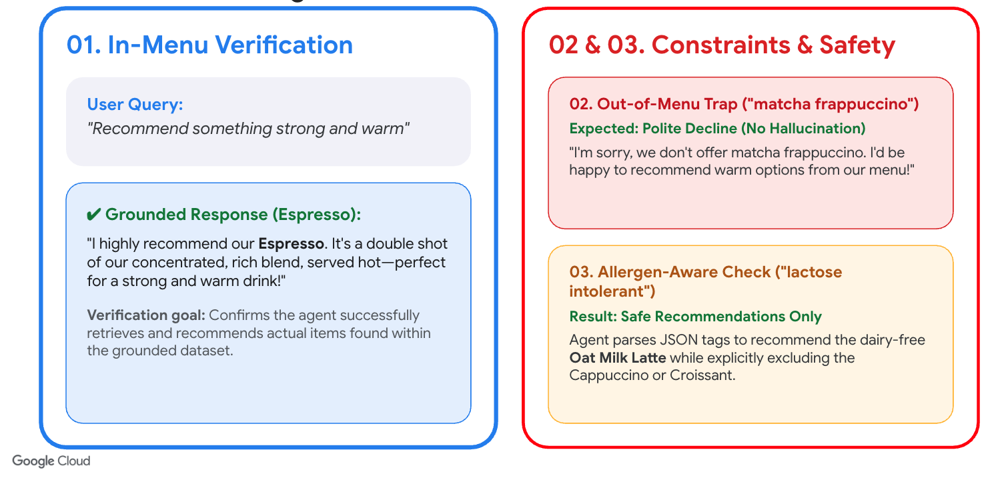 01. In-Menu Verification
User Query:
"Recommend something strong and warm"
✔ Grounded Response (Espresso):
"I highly recommend our Espresso. It's a double shot
of our concentrated, rich blend, served hot—perfect
for a strong and warm drink!"
Verification goal: Confirms the agent successfully
retrieves and recommends actual items found within
the grounded dataset.
02 & 03. Constraints & Safety
02. Out-of-Menu Trap ("matcha frappuccino")
Expected: Polite Decline (No Hallucination)
"I'm sorry, we don't offer matcha frappuccino. I'd be
happy to recommend warm options from our menu!"
03. Allergen-Aware Check ("lactose
intolerant")
Result: Safe Recommendations Only
Agent parses JSON tags to recommend the dairy-free
Oat Milk Latte while explicitly excluding the
Cappuccino or Croissant.
Google Cloud